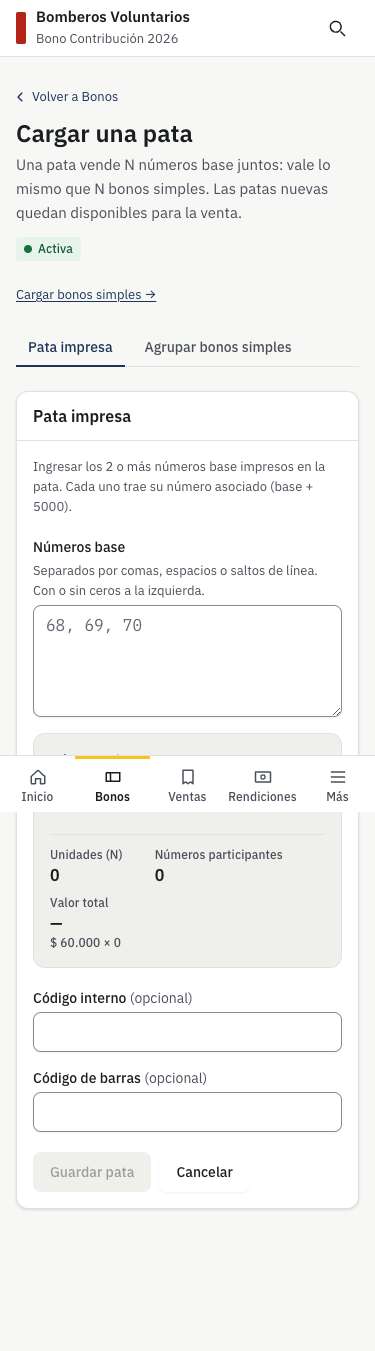 Bomberos Voluntarios
Bono Contribución 2026
Volver a Bonos
Cargar una pata
Una pata vende N números base juntos: vale lo
mismo que N bonos simples. Las patas nuevas
quedan disponibles para la venta.
Activa
Cargar bonos simples →
Pata impresa
Agrupar bonos simples
Pata impresa
Ingresar los 2 o más números base impresos en la
pata. Cada uno trae su número asociado (base +
5000).
Números base
Separados por comas, espacios o saltos de línea.
Con o sin ceros a la izquierda.
68, 69, 70
Inicio
Bonos
Ventas
Rendiciones
Más
Unidades (N)
Números participantes
0
0
Valor total
—
$ 60.000 × 0
Código interno (opcional)
Código de barras (opcional)
Guardar pata
Cancelar